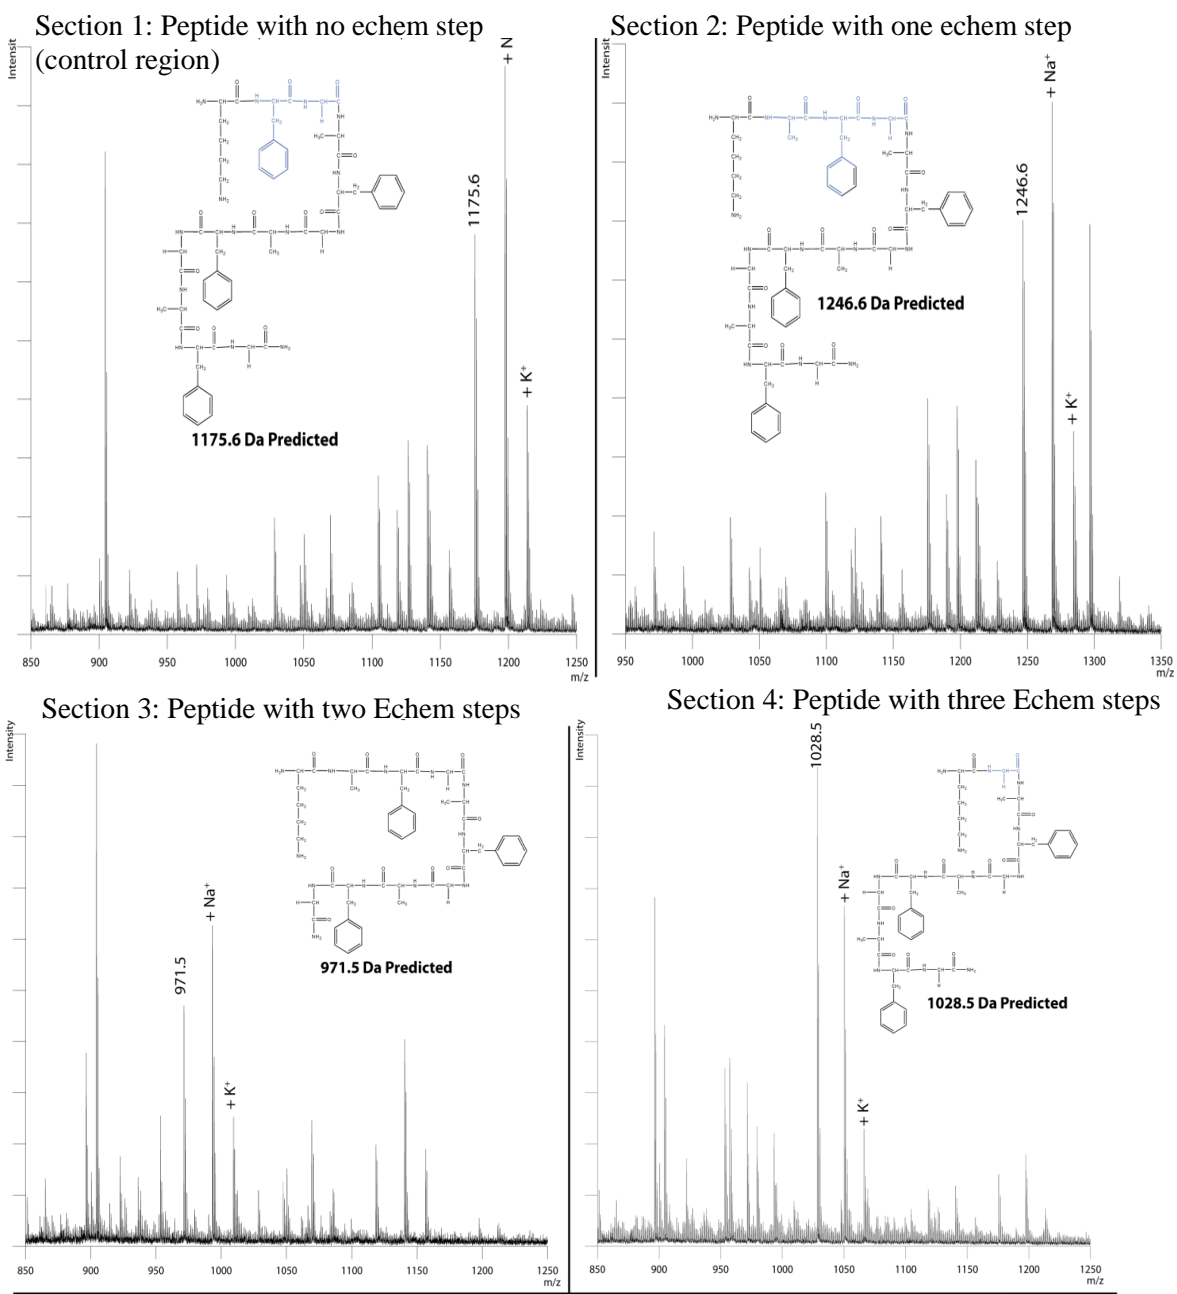 Section 1: Peptide with no echem step
(control region)
Intensit
+ N
1175.6
+ K⁺
1175.6 Da Predicted
850 900 950 1000 1050 1100 1150 1200 1250
m/z
Section 2: Peptide with one echem step
Intensit
+ Na⁺
1246.6
+ K⁺
1246.6 Da Predicted
950 1000 1050 1100 1150 1200 1250 1300 1350
m/z
Section 3: Peptide with two Echem steps
Intensity
971.5
+ Na⁺
+ K⁺
971.5 Da Predicted
850 900 950 1000 1050 1100 1150 1200 1250
m/z
Section 4: Peptide with three Echem steps
Intensity
1028.5
+ Na⁺
+ K⁺
1028.5 Da Predicted
850 900 950 1000 1050 1100 1150 1200 1250
m/z